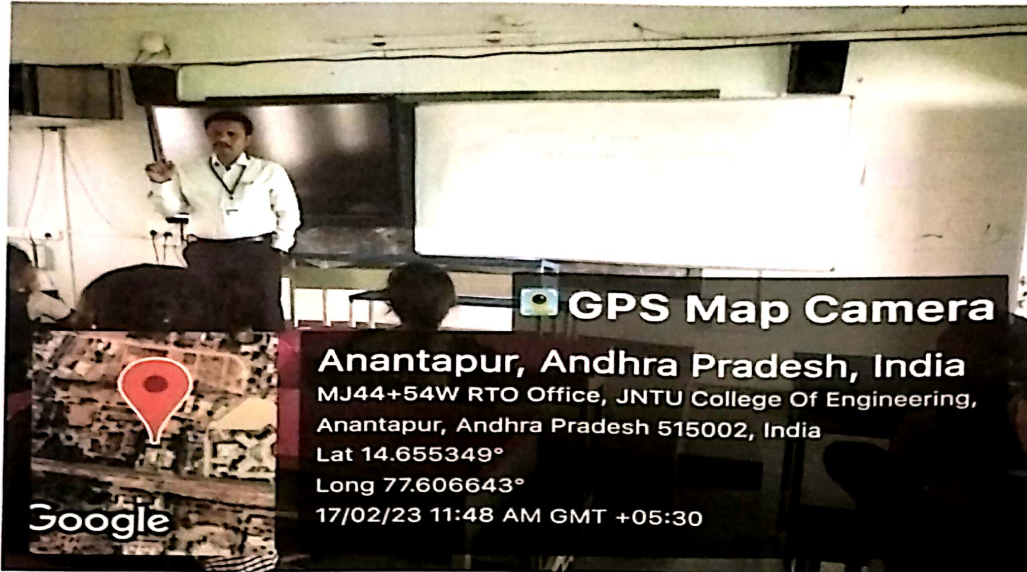 GPS Map Camera
Anantapur, Andhra Pradesh, India
MJ44+54W RTO Office, JNTU College Of Engineering,
Anantapur, Andhra Pradesh 515002, India
Lat 14.655349°
Long 77.606643°
17/02/23 11:48 AM GMT +05:30
Google